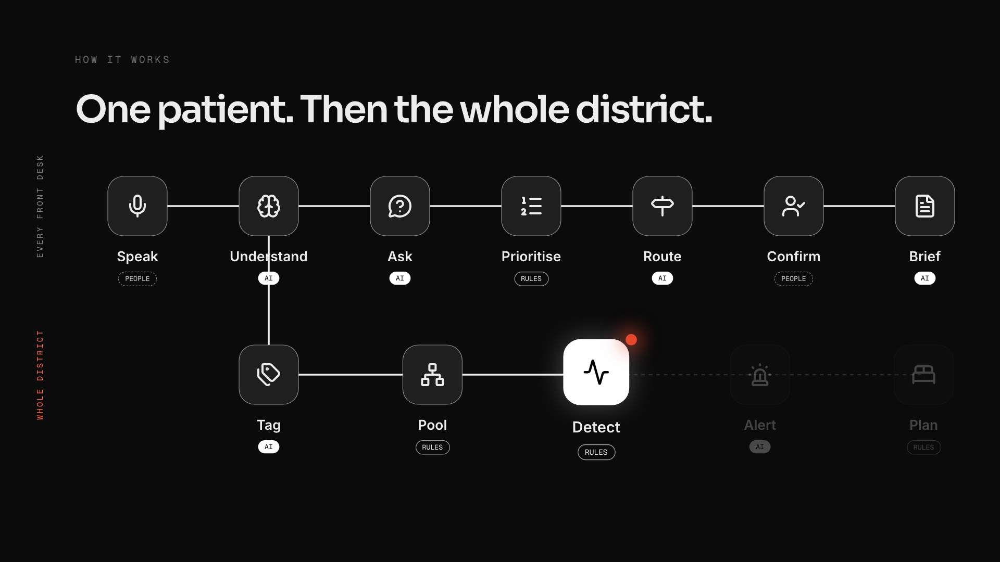 HOW IT WORKS
One patient. Then the whole district.
EVERY FRONT DESK
Speak
Understand
Ask
Prioritise
Route
Confirm
Brief
PEOPLE
AI
AI
RULES
AI
PEOPLE
AI
WHOLE DISTRICT
Tag
Pool
Detect
Alert
Plan
AI
RULES
RULES
AI
RULES